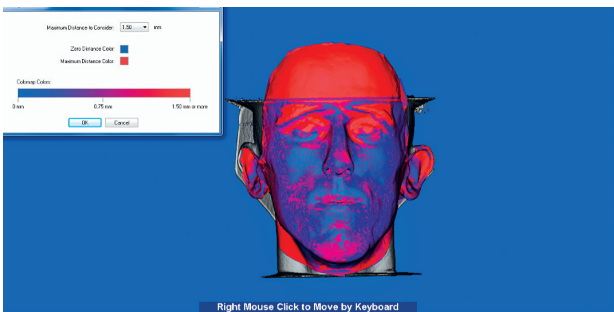 Maximum Distance to Consider: 1.50 mm
Zero Distance Color:
Maximum Distance Color:
Colormap Colors:
0 mm 0.75 mm 1.50 mm or more
OK Cancel
Right Mouse Click to Move by Keyboard